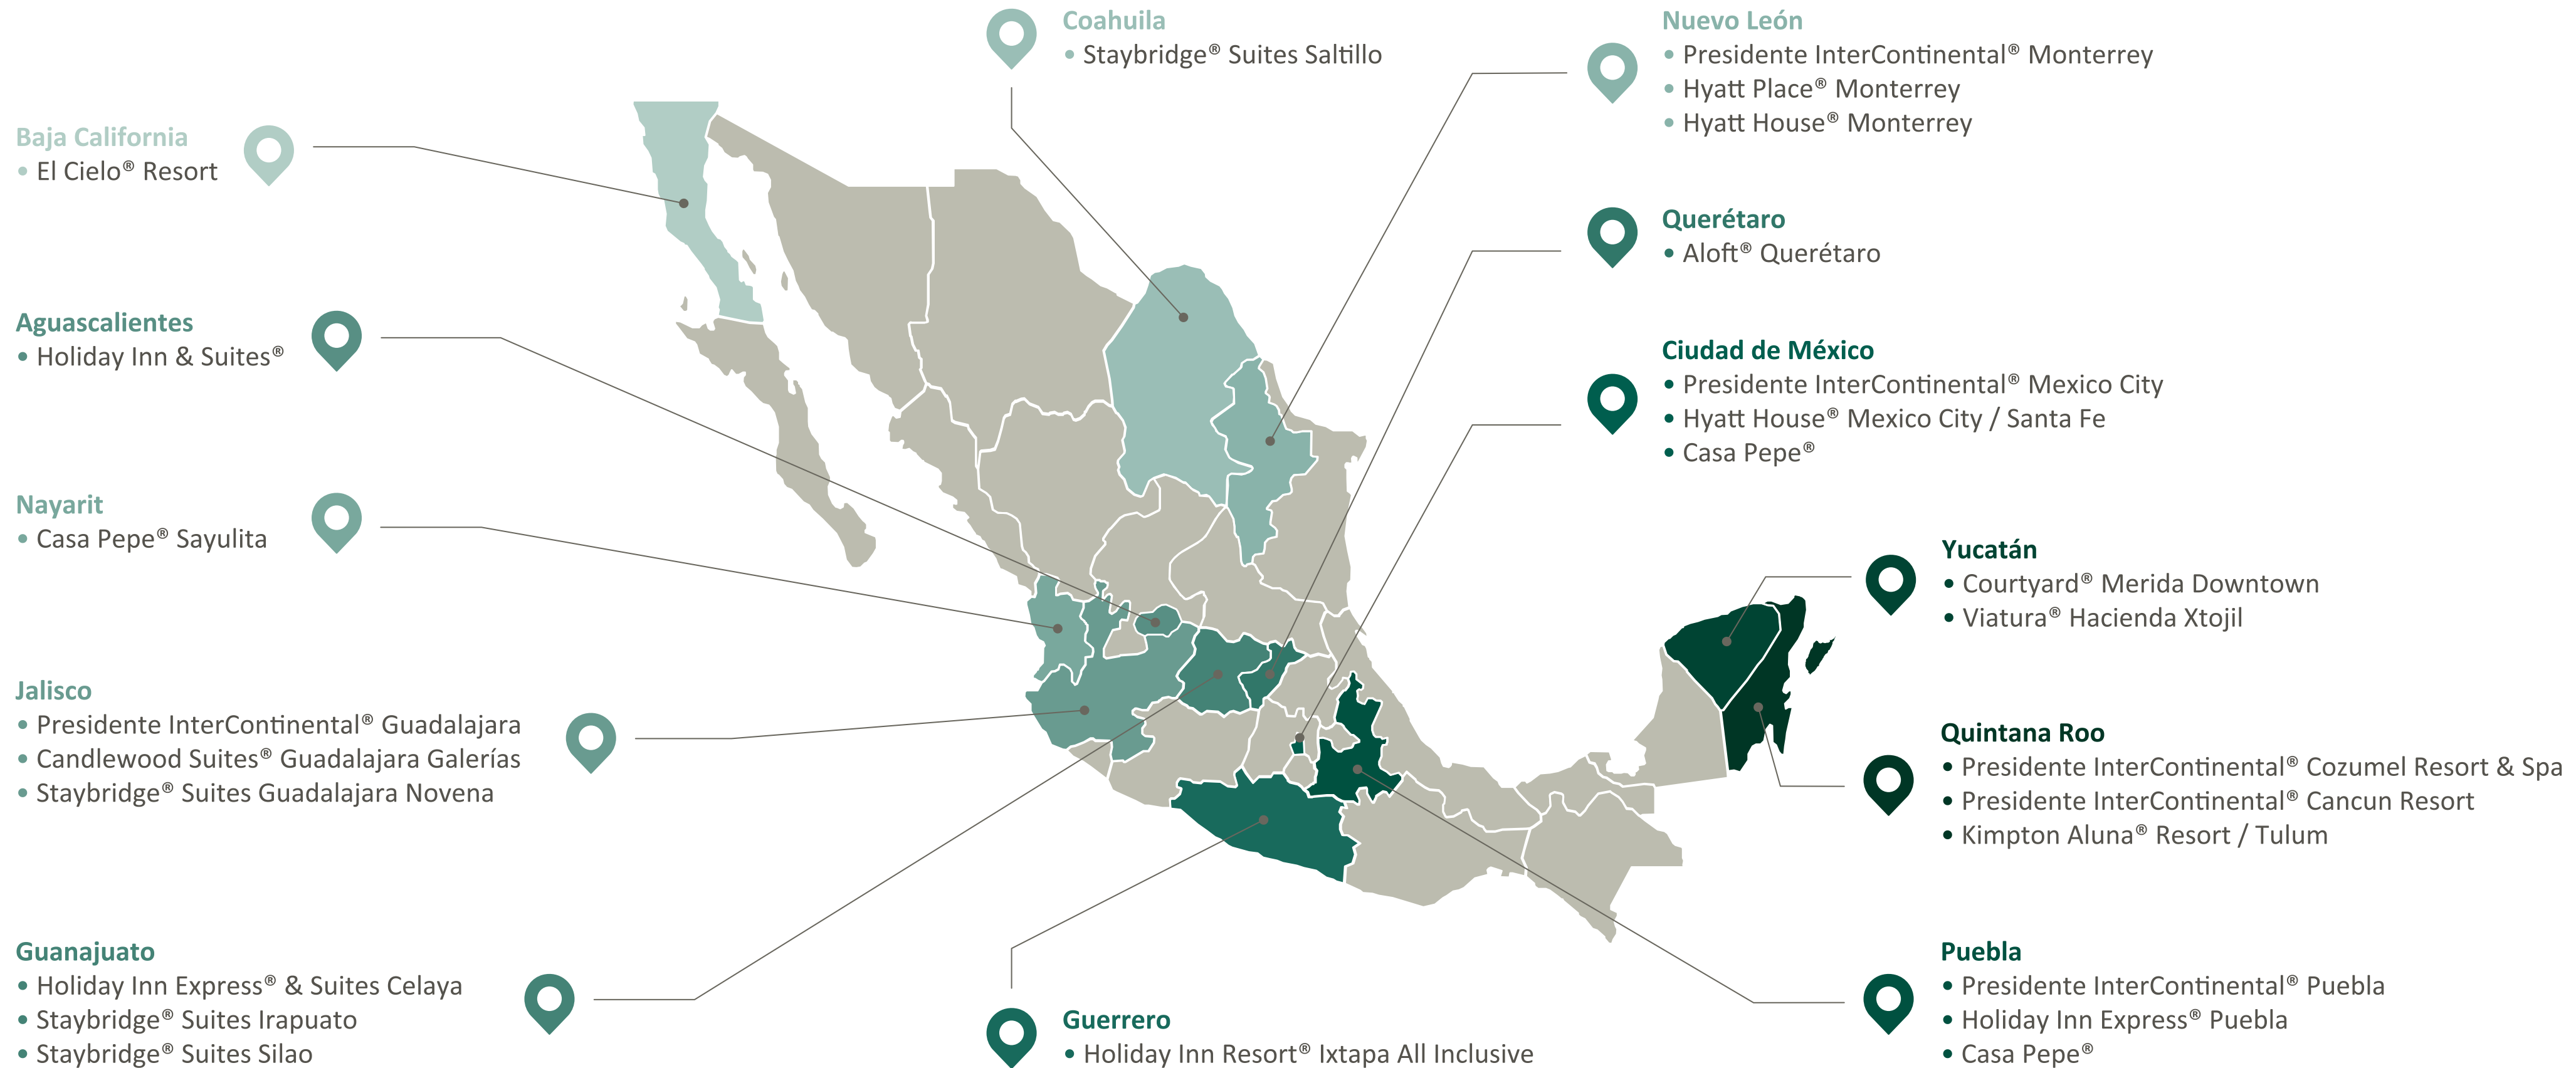 Coahuila
• Staybridge® Suites Saltillo
Nuevo León
• Presidente InterContinental® Monterrey
• Hyatt Place® Monterrey
• Hyatt House® Monterrey
Baja California
• El Cielo® Resort
Querétaro
• Aloft® Querétaro
Aguascalientes
• Holiday Inn & Suites®
Ciudad de México
• Presidente InterContinental® Mexico City
• Hyatt House® Mexico City / Santa Fe
• Casa Pepe®
Nayarit
• Casa Pepe® Sayulita
Yucatán
• Courtyard® Merida Downtown
• Viatura® Hacienda Xtojil
Jalisco
• Presidente InterContinental® Guadalajara
• Candlewood Suites® Guadalajara Galerías
• Staybridge® Suites Guadalajara Novena
Quintana Roo
• Presidente InterContinental® Cozumel Resort & Spa
• Presidente InterContinental® Cancun Resort
• Kimpton Aluna® Resort / Tulum
Guanajuato
• Holiday Inn Express® & Suites Celaya
• Staybridge® Suites Irapuato
• Staybridge® Suites Silao
Guerrero
• Holiday Inn Resort® Ixtapa All Inclusive
Puebla
• Presidente InterContinental® Puebla
• Holiday Inn Express® Puebla
• Casa Pepe®